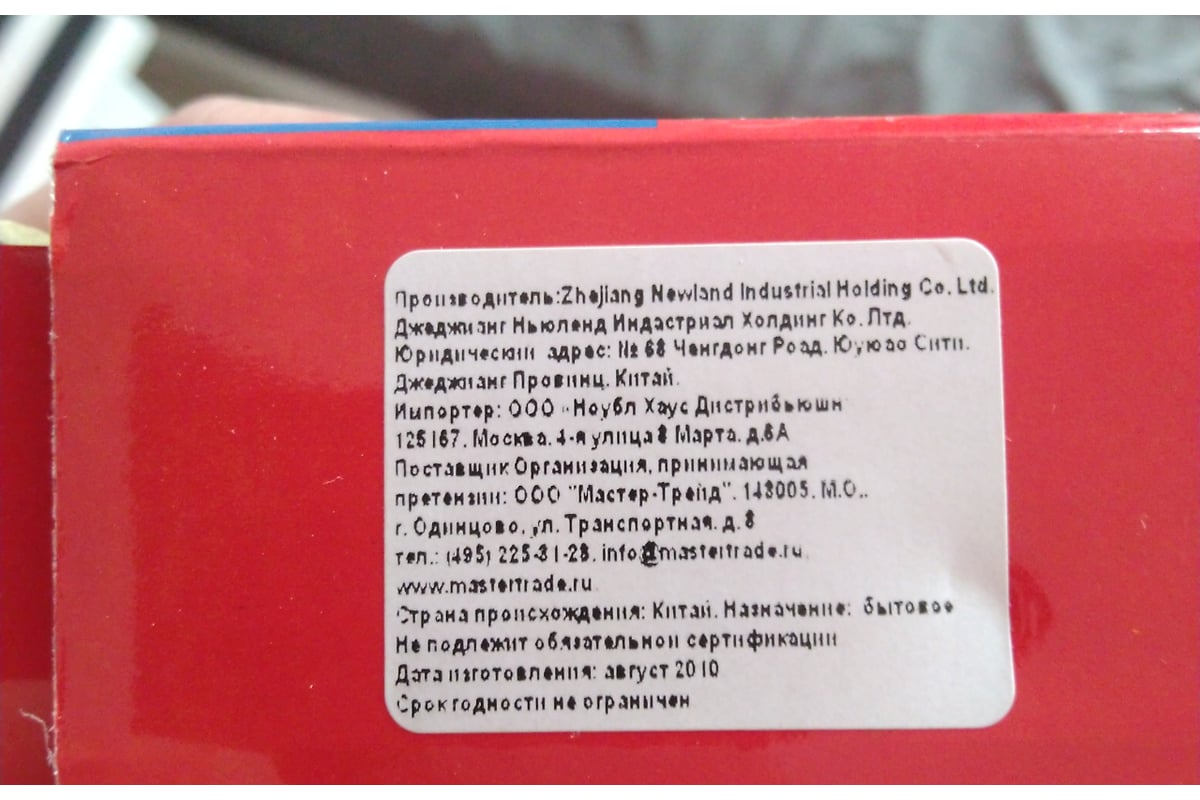 Производитель:Zhejiang Newland Industrial Holding Co. Ltd.
Джеджианг Ньюленд Индастриал Холдинг Ко. Лтд.
Юридический адрес: № 68 Ченгдонг Роад. Юуюао Сити.
Джеджианг Провинц. Китай.
Импортер: ООО "Ноубл Хаус Дистрибьюшн
125167. Москва. 4-я улица 8 Марта. д.6А
Поставщик Организация, принимающая
претензии: ООО "Мастер-Трейд". 143005. М.О..
г. Одинцово, ул. Транспортная. д. 8
тел.: (495) 225-31-28. info@mastertrade.ru.
www.mastertrade.ru.
Страна происхождения: Китай. Назначение: бытовое
Не подлежит обязательной сертификации
Дата изготовления: август 2010
Срок годности не ограничен